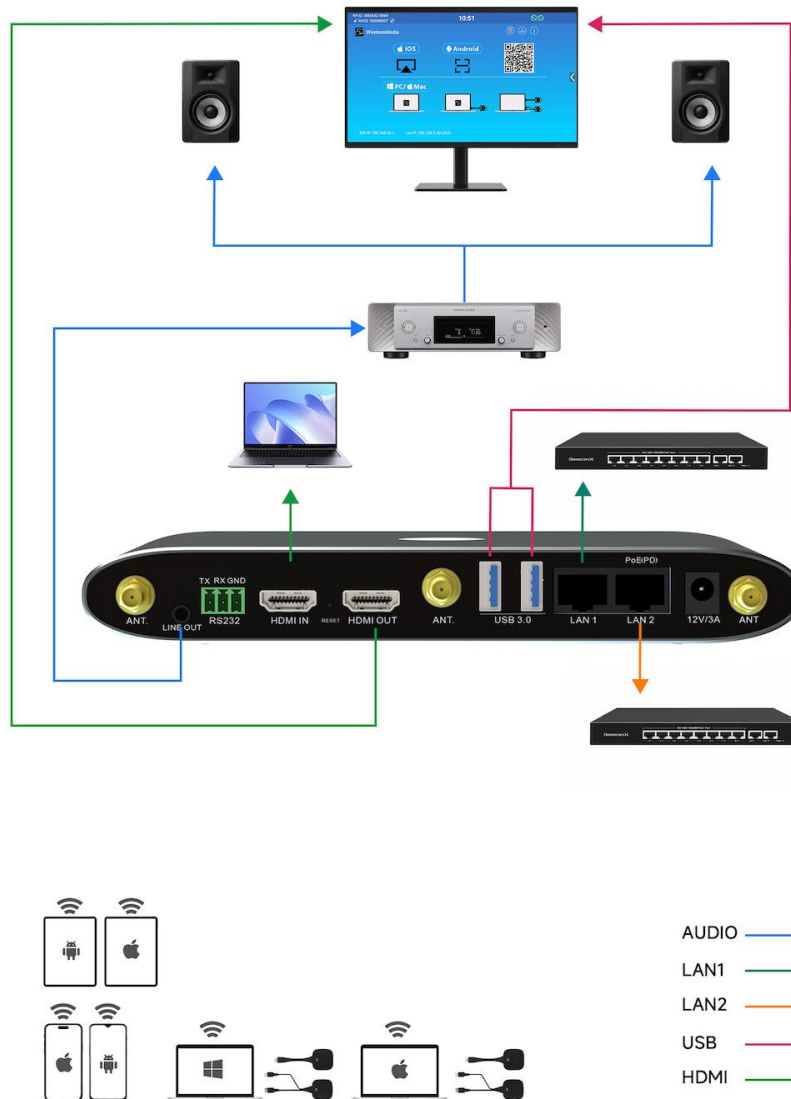 10:51
WirelessMedia
iOS
Android
PC/ Mac
PoE(PD)
TX RX GND
ANT.
LINE OUT
RS232
HDMI IN
RESET
HDMI OUT
ANT.
USB 3.0
LAN 1
LAN 2
12V/3A
ANT
AUDIO
LAN1
LAN2
USB
HDMI